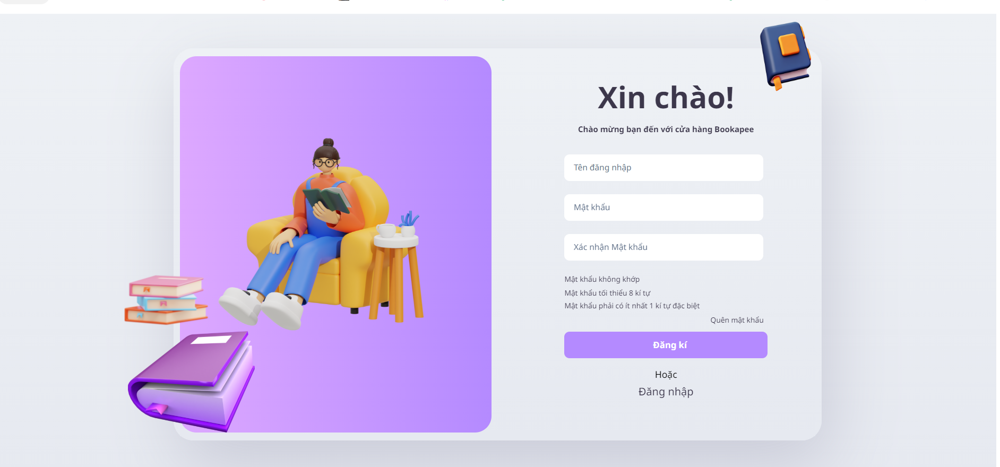 Xin chào!
Chào mừng bạn đến với cửa hàng Bookapee
Tên đăng nhập
Mật khẩu
Xác nhận Mật khẩu
Mật khẩu không khớp
Mật khẩu tối thiểu 8 kí tự
Mật khẩu phải có ít nhất 1 kí tự đặc biệt
Quên mật khẩu
Đăng kí
Hoặc
Đăng nhập